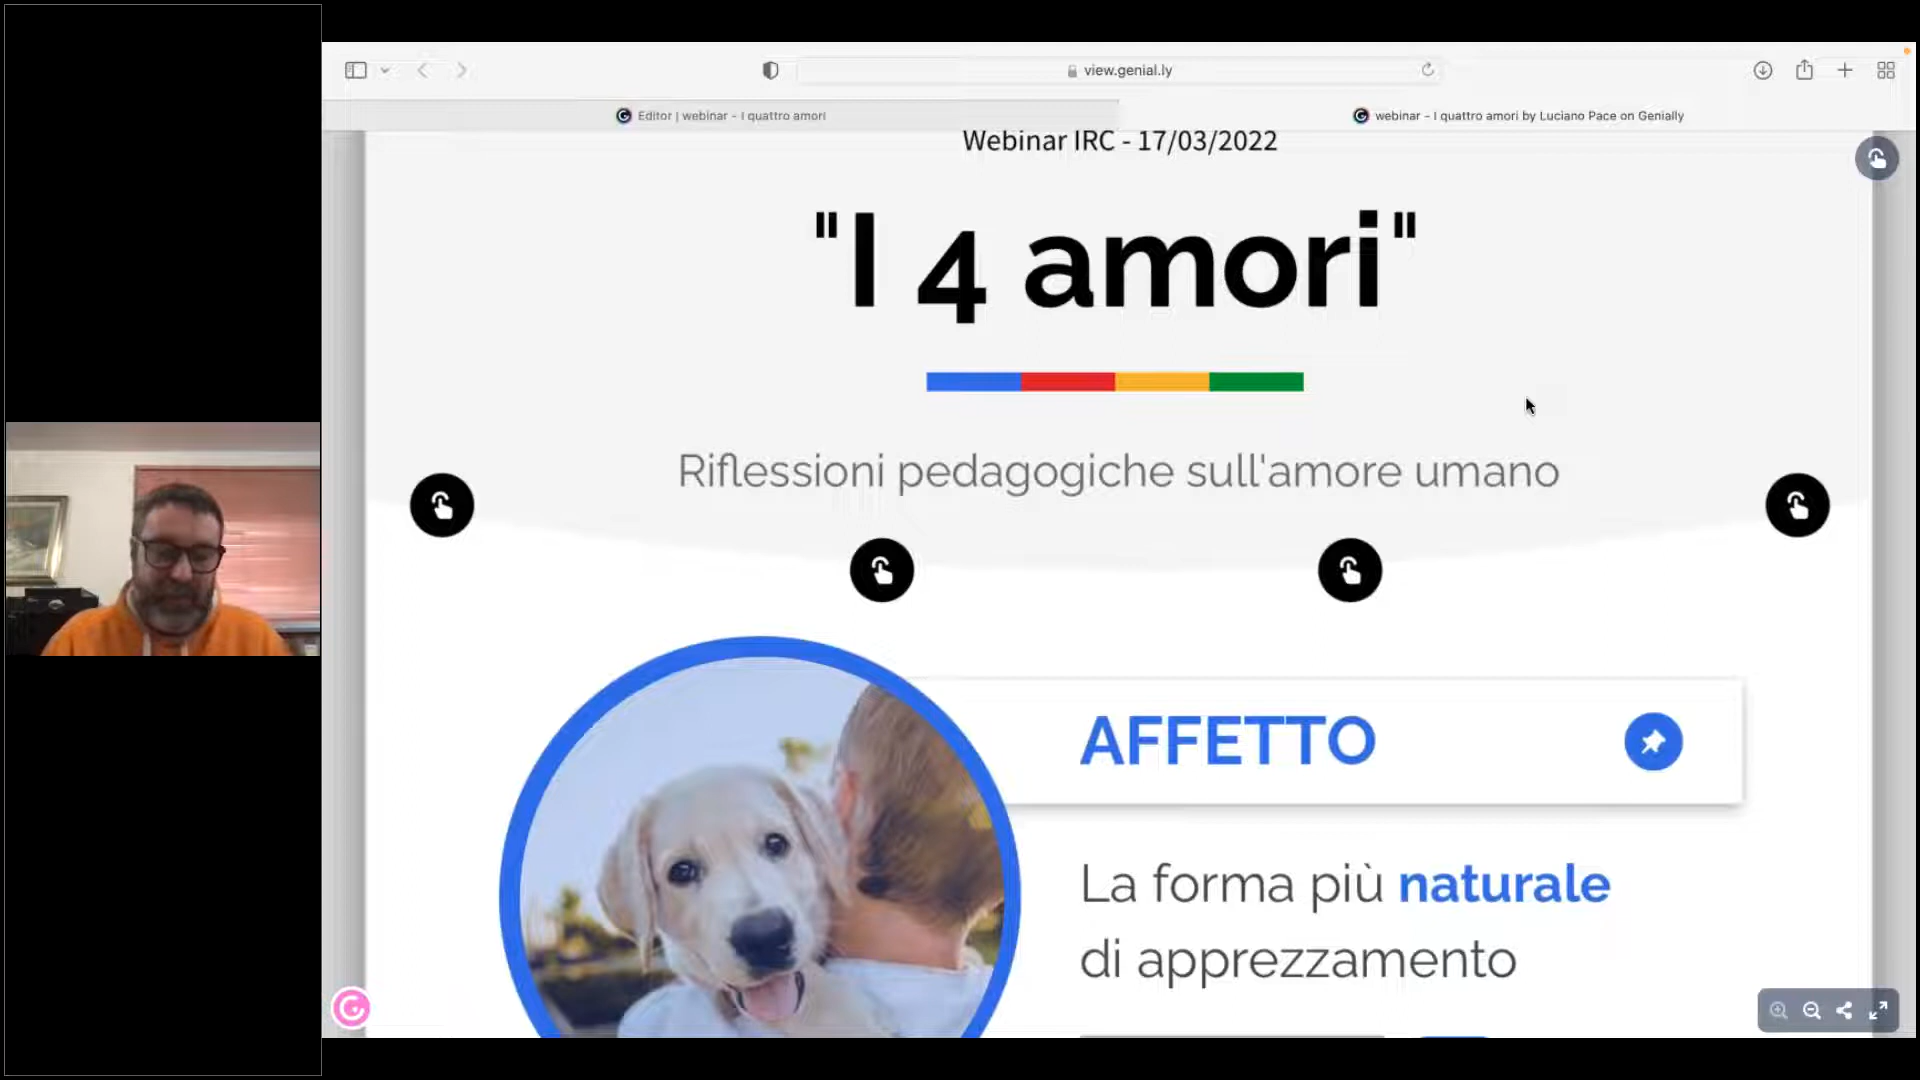 view.genial.ly
Editor | webinar - I quattro amori
webinar - I quattro amori by Luciano Pace on Genially
Webinar IRC - 17/03/2022
"I 4 amori"
Riflessioni pedagogiche sull'amore umano
AFFETTO
La forma più naturale
di apprezzamento